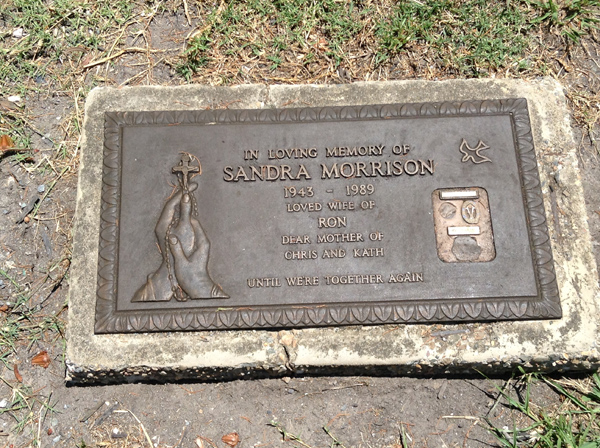 IN LOVING MEMORY OF
SANDRA MORRISON
1943 - 1989
LOVED WIFE OF
RON
DEAR MOTHER OF
CHRIS AND KATH
UNTIL WERE TOGETHER AGAIN